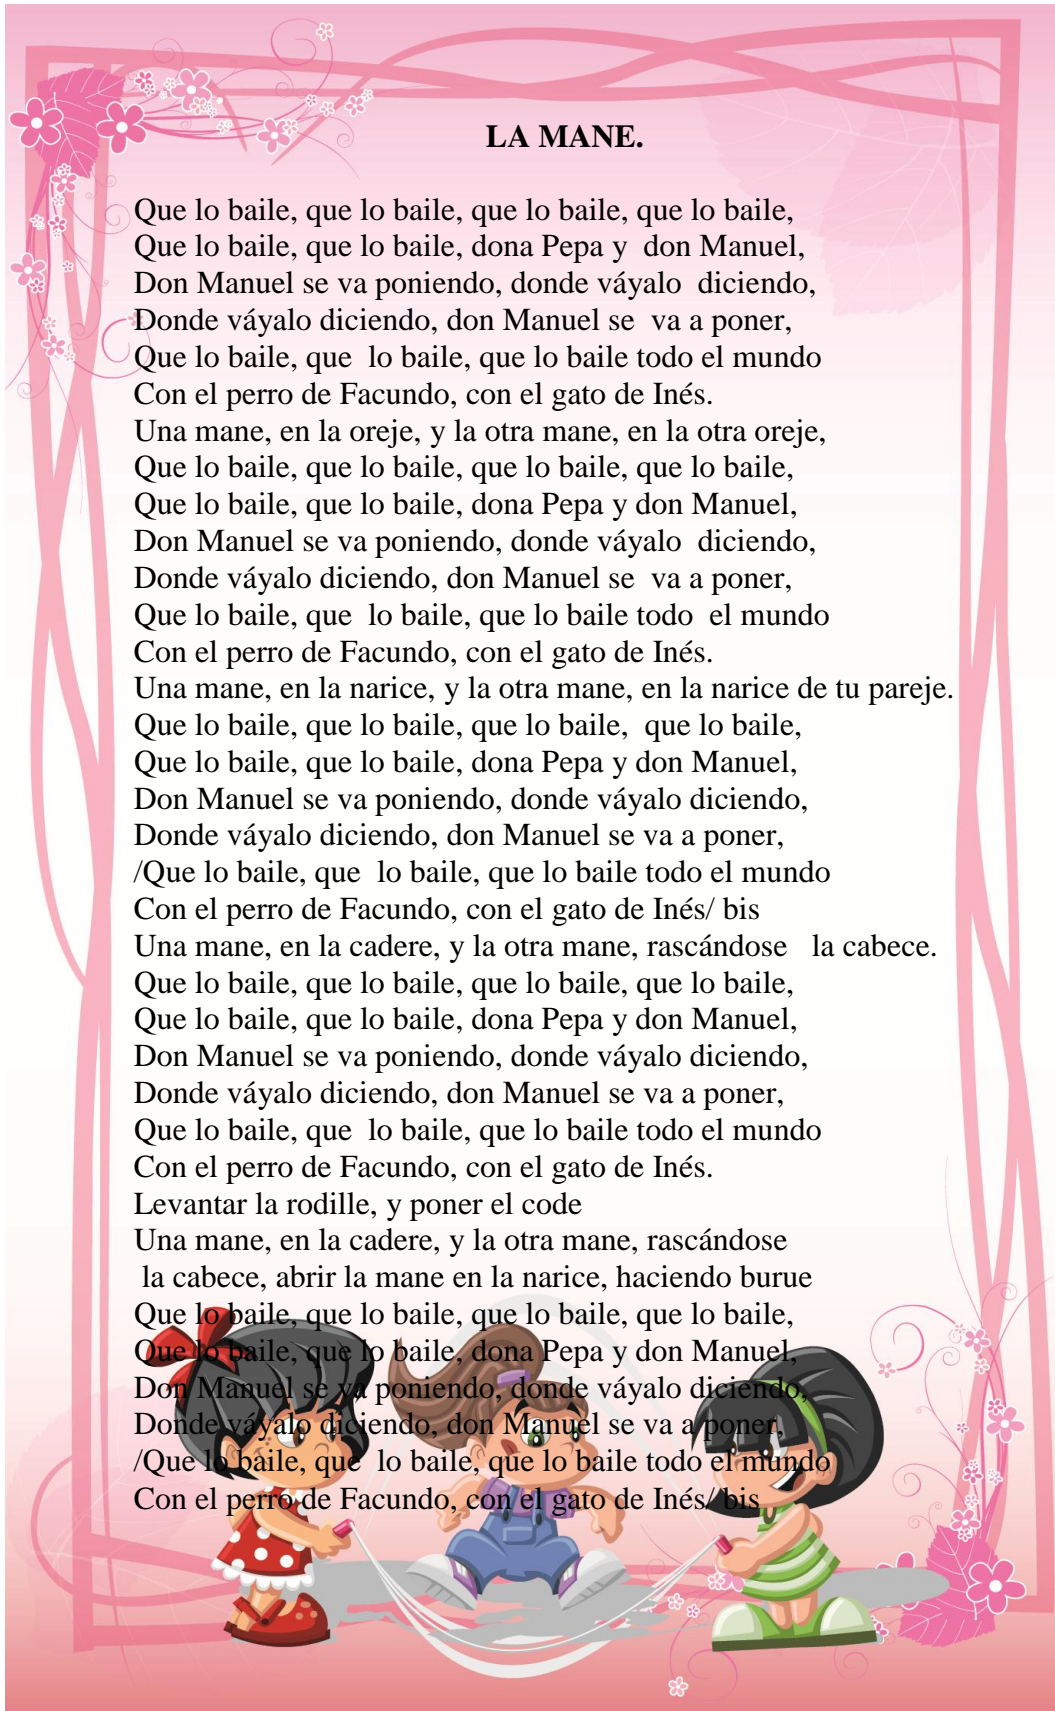 LA MANE.
Que lo baile, que lo baile, que lo baile, que lo baile,
Que lo baile, que lo baile, dona Pepa y don Manuel,
Don Manuel se va poniendo, donde váyalo diciendo,
Donde váyalo diciendo, don Manuel se va a poner,
Que lo baile, que lo baile, que lo baile todo el mundo
Con el perro de Facundo, con el gato de Inés.
Una mane, en la oreje, y la otra mane, en la otra oreje,
Que lo baile, que lo baile, que lo baile, que lo baile,
Que lo baile, que lo baile, dona Pepa y don Manuel,
Don Manuel se va poniendo, donde váyalo diciendo,
Donde váyalo diciendo, don Manuel se va a poner,
Que lo baile, que lo baile, que lo baile todo el mundo
Con el perro de Facundo, con el gato de Inés.
Una mane, en la narice, y la otra mane, en la narice de tu pareje.
Que lo baile, que lo baile, que lo baile, que lo baile,
Que lo baile, que lo baile, dona Pepa y don Manuel,
Don Manuel se va poniendo, donde váyalo diciendo,
Donde váyalo diciendo, don Manuel se va a poner,
/Que lo baile, que lo baile, que lo baile todo el mundo
Con el perro de Facundo, con el gato de Inés/ bis
Una mane, en la cadere, y la otra mane, rascándose la cabece.
Que lo baile, que lo baile, que lo baile, que lo baile,
Que lo baile, que lo baile, dona Pepa y don Manuel,
Don Manuel se va poniendo, donde váyalo diciendo,
Donde váyalo diciendo, don Manuel se va a poner,
Que lo baile, que lo baile, que lo baile todo el mundo
Con el perro de Facundo, con el gato de Inés.
Levantar la rodille, y poner el code
Una mane, en la cadere, y la otra mane, rascándose
la cabece, abrir la mane en la narice, haciendo burue
Que lo baile, que lo baile, que lo baile, que lo baile,
Que lo baile, que lo baile, dona Pepa y don Manuel,
Don Manuel se va poniendo, donde váyalo diciendo,
Donde váyalo diciendo, don Manuel se va a poner,
/Que lo baile, que lo baile, que lo baile todo el mundo
Con el perro de Facundo, con el gato de Inés/ bis